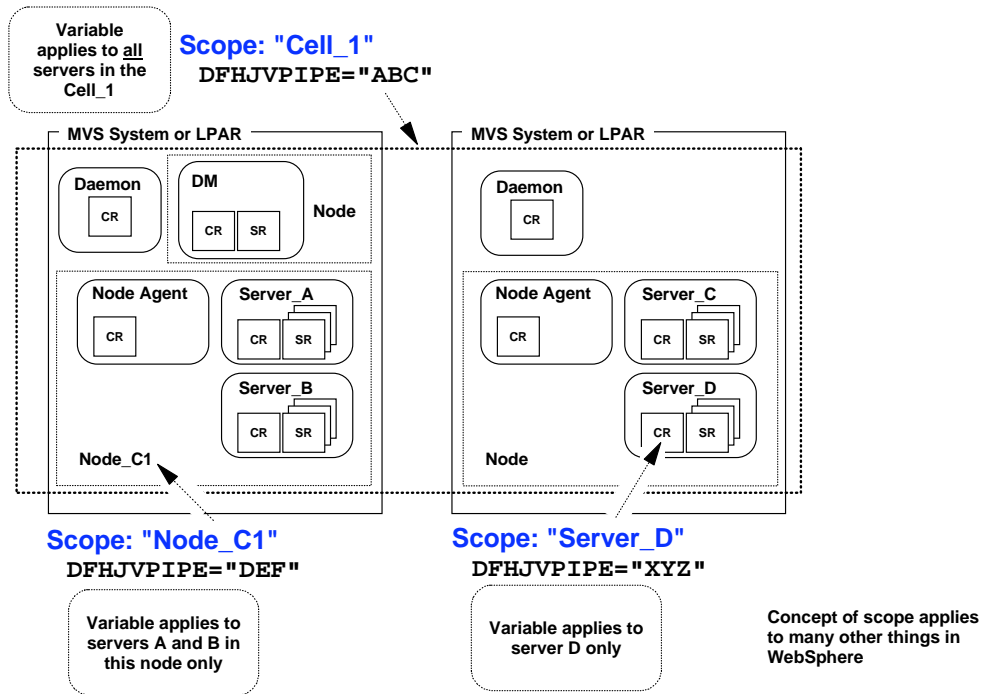 Variable
applies to all
servers in the
Cell_1
Scope: "Cell_1"
DFHJVPIPE="ABC"
MVS System or LPAR
Daemon
CR
DM
CR
SR
Node
Node Agent
CR
Server_A
CR
SR
Server_B
CR
SR
Node_C1
MVS System or LPAR
Daemon
CR
Node Agent
CR
Server_C
CR
SR
Server_D
CR
SR
Node
Scope: "Node_C1"
DFHJVPIPE="DEF"
Variable applies to
servers A and B in
this node only
Scope: "Server_D"
DFHJVPIPE="XYZ"
Variable applies to
server D only
Concept of scope applies
to many other things in
WebSphere